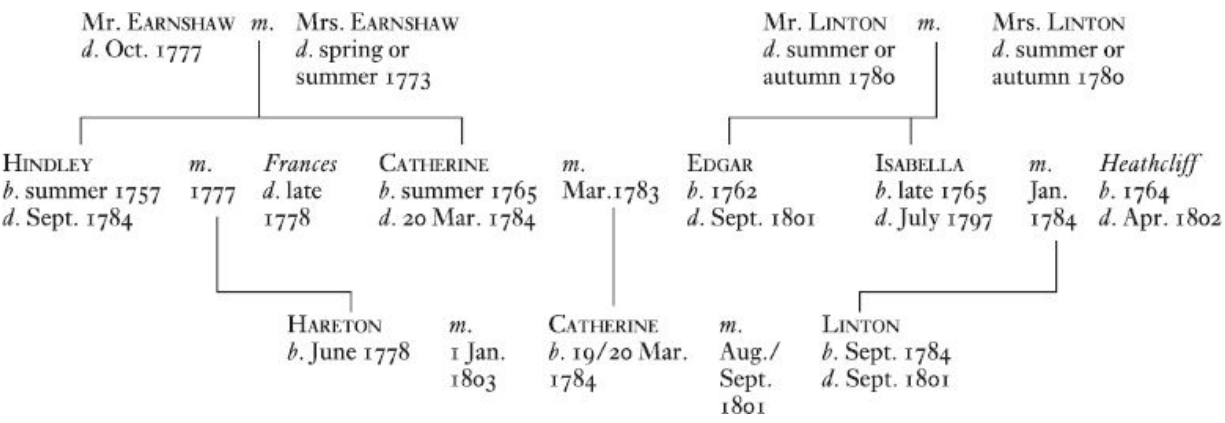 Mr. EARNSHAW m. Mrs. EARNSHAW Mr. LINTON m. Mrs. LINTON
d. Oct. 1777 d. spring or d. summer or d. summer or
summer 1773 autumn 1780 autumn 1780
HINDLEY m. Frances CATHERINE m. EDGAR ISABELLA m. Heathcliff
b. summer 1757 1777 d. late b. summer 1765 Mar.1783 b. 1762 b. late 1765 Jan. b. 1764
d. Sept. 1784 1778 d. 20 Mar. 1784 d. Sept. 1801 d. July 1797 1784 d. Apr. 1802
HARETON m. CATHERINE m. LINTON
b. June 1778 1 Jan. b. 19/20 Mar. Aug./ b. Sept. 1784
1803 1784 Sept. d. Sept. 1801
1801